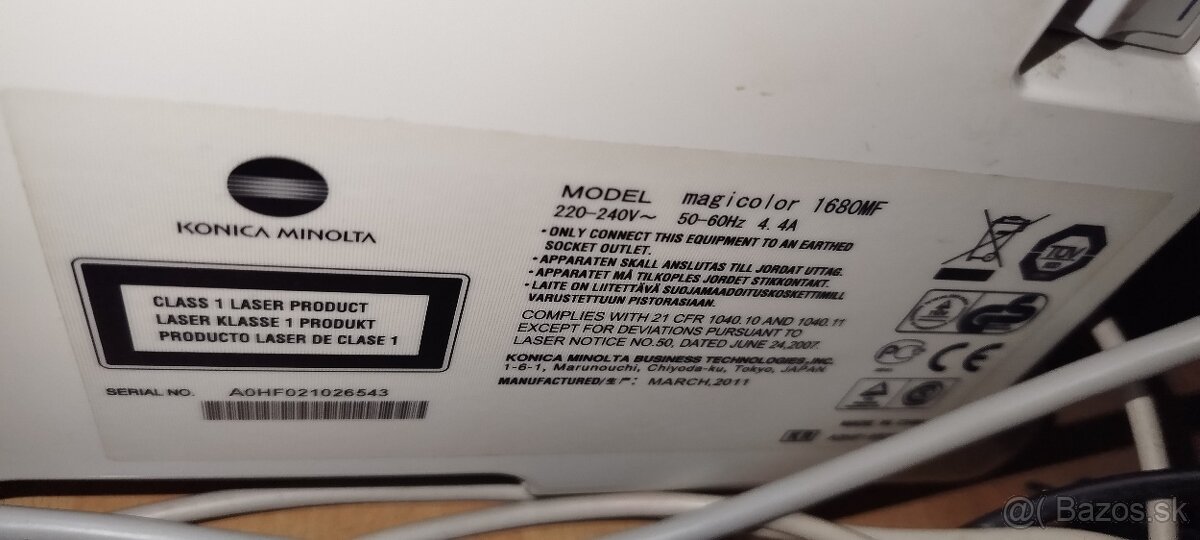 KONICA MINOLTA
CLASS 1 LASER PRODUCT
LASER KLASSE 1 PRODUKT
PRODUCTO LASER DE CLASE 1
SERIAL NO. A0HF021026543
MODEL magicolor 1680MF
220-240V~ 50-60Hz 4.4A
・ONLY CONNECT THIS EQUIPMENT TO AN EARTHED
SOCKET OUTLET.
・APPARATEN SKALL ANSLUTAS TILL JORDAT UTTAG.
・APPARATET MÅ TILKOPLES JORDET STIKKONTAKT.
・LAITE ON LIITETTÄVÄ SUOJAMAADOITUSKOSKETTIMILLA
VARUSTETTUUN PISTORASIAAN.
COMPLIES WITH 21 CFR 1040.10 AND 1040.11
EXCEPT FOR DEVIATIONS PURSUANT TO
LASER NOTICE NO.50, DATED JUNE 24,2007.
KONICA MINOLTA BUSINESS TECHNOLOGIES,INC.
1-6-1, Marunouchi, Chiyoda-ku, Tokyo, JAPAN
MANUFACTURED/生产: MARCH,2011
TÜV
CE
@( Bazos.sk